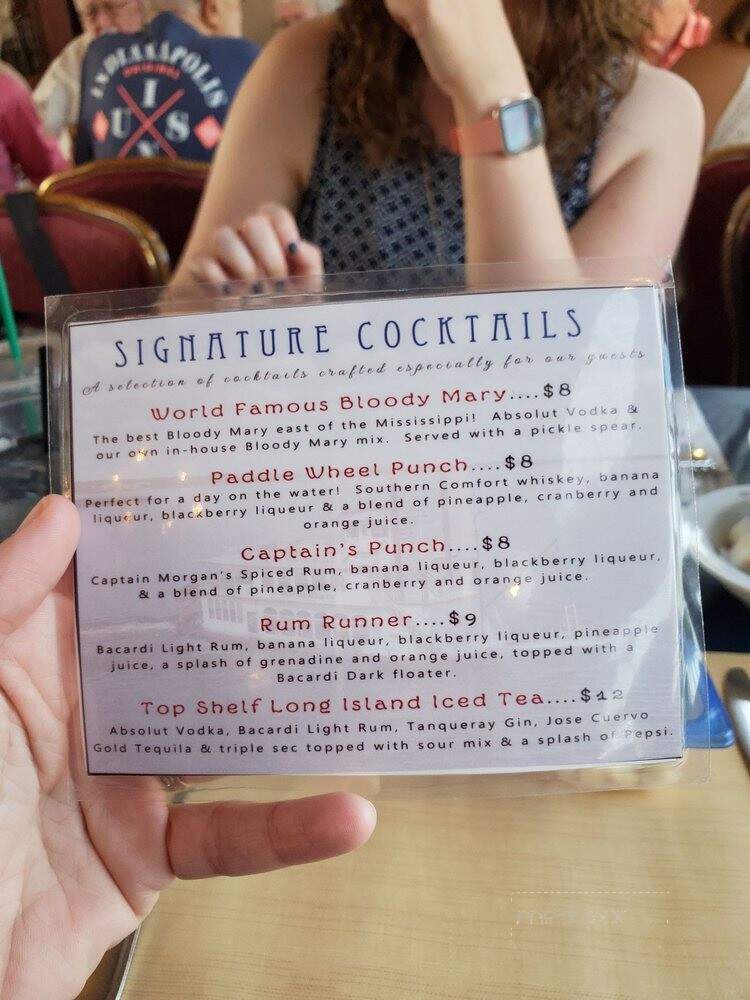 INDIANAPOLIS
ORIGINAL
I
U S
SIGNATURE COCKTAILS
A selection of cocktails crafted especially for our guests
World Famous Bloody Mary....$8
The best Bloody Mary east of the Mississippi! Absolut Vodka &
our own in-house Bloody Mary mix. Served with a pickle spear.
Paddle Wheel Punch....$8
Perfect for a day on the water! Southern Comfort whiskey, banana
liqueur, blackberry liqueur & a blend of pineapple, cranberry and
orange juice.
Captain's Punch....$8
Captain Morgan's Spiced Rum, banana liqueur, blackberry liqueur,
& a blend of pineapple, cranberry and orange juice.
Rum Runner....$9
Bacardi Light Rum, banana liqueur, blackberry liqueur, pineapple
juice, a splash of grenadine and orange juice, topped with a
Bacardi Dark floater.
Top Shelf Long Island Iced Tea....$12
Absolut Vodka, Bacardi Light Rum, Tanqueray Gin, Jose Cuervo
Gold Tequila & triple sec topped with sour mix & a splash of Pepsi.